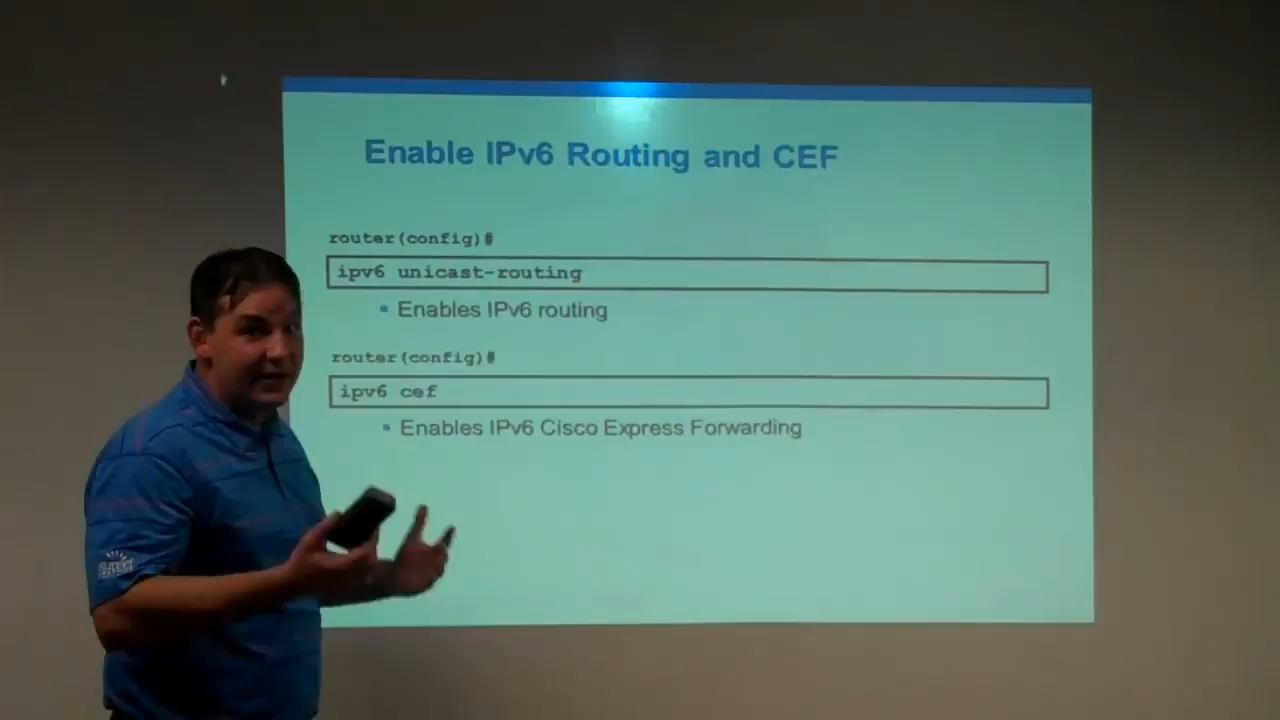 Enable IPv6 Routing and CEF
router(config)#
ipv6 unicast-routing
• Enables IPv6 routing
router(config)#
ipv6 cef
• Enables IPv6 Cisco Express Forwarding